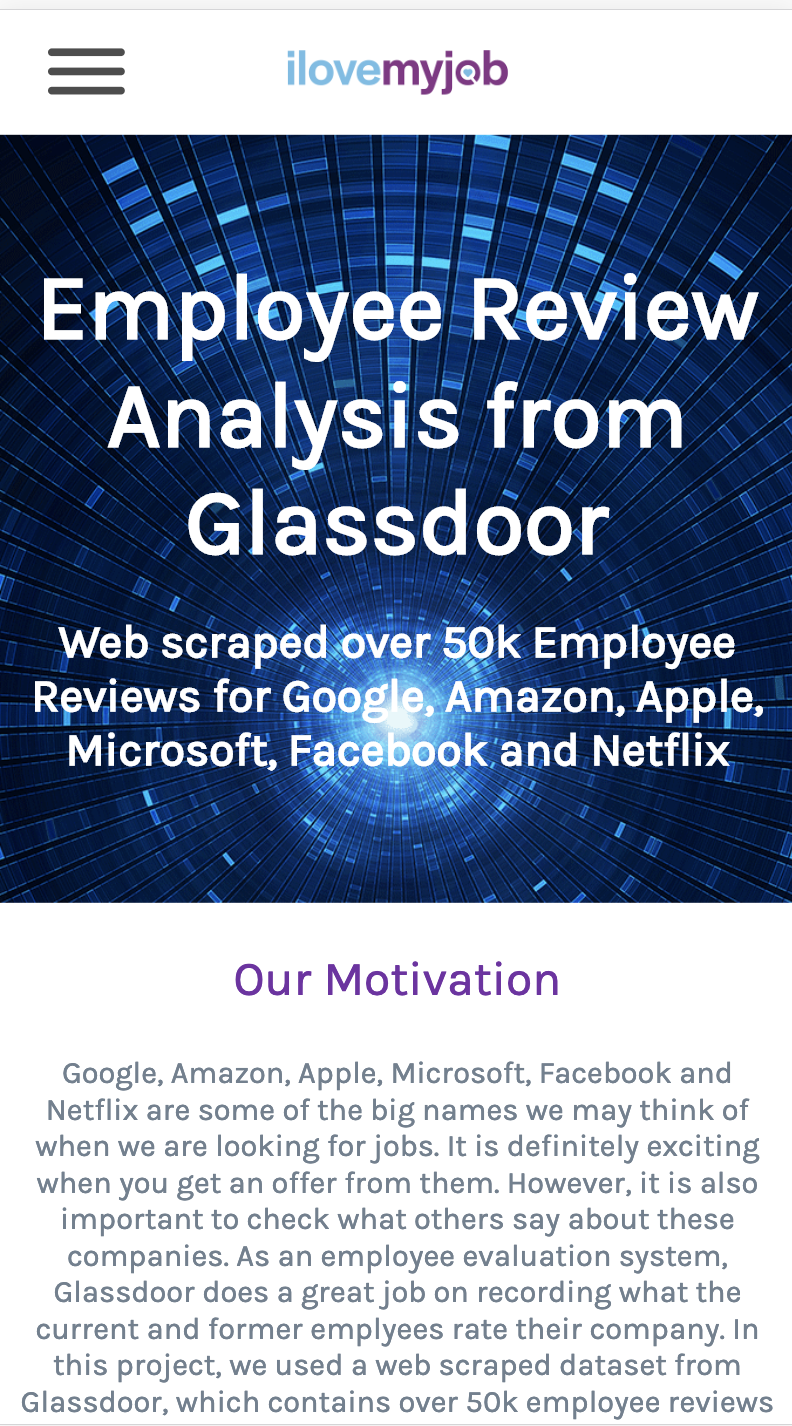 ilovemyjob
Employee Review
Analysis from
Glassdoor
Web scraped over 50k Employee
Reviews for Google, Amazon, Apple,
Microsoft, Facebook and Netflix
Our Motivation
Google, Amazon, Apple, Microsoft, Facebook and
Netflix are some of the big names we may think of
when we are looking for jobs. It is definitely exciting
when you get an offer from them. However, it is also
important to check what others say about these
companies. As an employee evaluation system,
Glassdoor does a great job on recording what the
current and former emplyees rate their company. In
this project, we used a web scraped dataset from
Glassdoor, which contains over 50k employee reviews